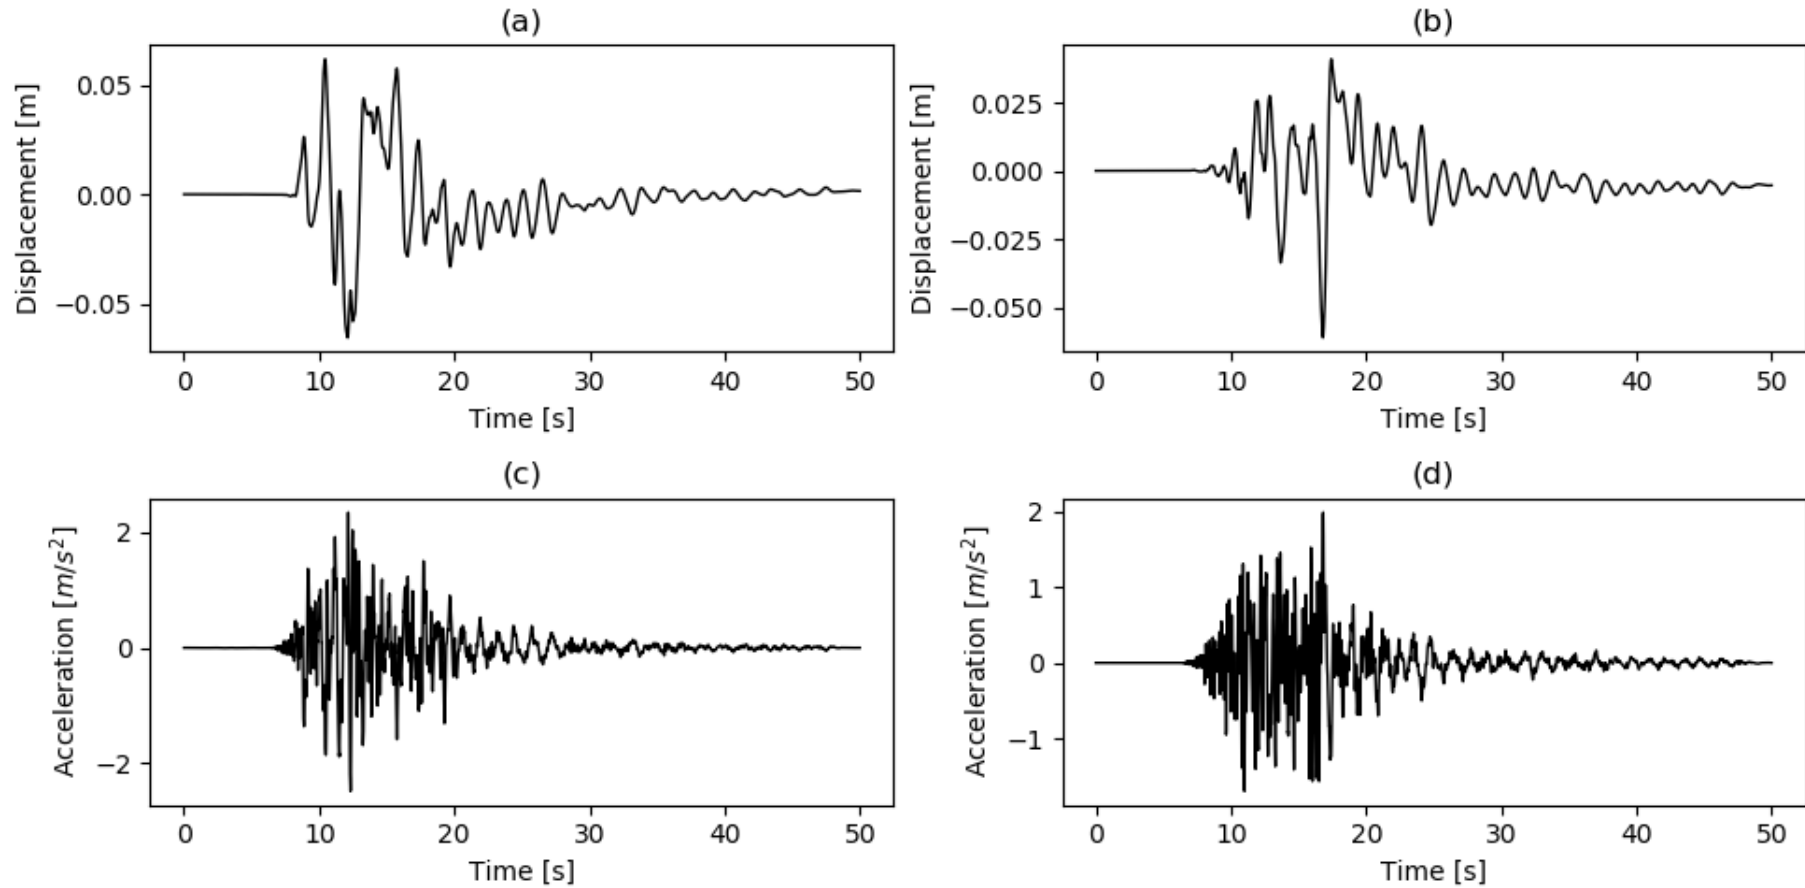 (a)
Displacement [m]
0.05
0.00
−0.05
0 10 20 30 40 50
Time [s]
(b)
Displacement [m]
0.025
0.000
−0.025
−0.050
0 10 20 30 40 50
Time [s]
(c)
Acceleration [m/s²]
2
0
−2
0 10 20 30 40 50
Time [s]
(d)
Acceleration [m/s²]
2
1
0
−1
0 10 20 30 40 50
Time [s]